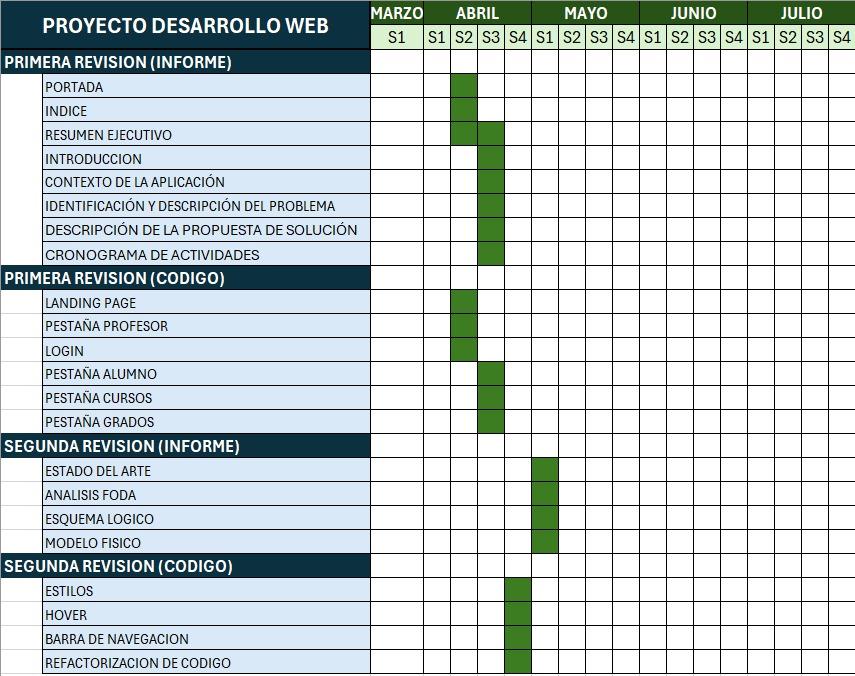 PROYECTO DESARROLLO WEB
MARZO ABRIL MAYO JUNIO JULIO
S1 S1 S2 S3 S4 S1 S2 S3 S4 S1 S2 S3 S4 S1 S2 S3 S4
PRIMERA REVISION (INFORME)
PORTADA
INDICE
RESUMEN EJECUTIVO
INTRODUCCION
CONTEXTO DE LA APLICACIÓN
IDENTIFICACIÓN Y DESCRIPCIÓN DEL PROBLEMA
DESCRIPCIÓN DE LA PROPUESTA DE SOLUCIÓN
CRONOGRAMA DE ACTIVIDADES
PRIMERA REVISION (CODIGO)
LANDING PAGE
PESTAÑA PROFESOR
LOGIN
PESTAÑA ALUMNO
PESTAÑA CURSOS
PESTAÑA GRADOS
SEGUNDA REVISION (INFORME)
ESTADO DEL ARTE
ANALISIS FODA
ESQUEMA LOGICO
MODELO FISICO
SEGUNDA REVISION (CODIGO)
ESTILOS
HOVER
BARRA DE NAVEGACION
REFACTORIZACION DE CODIGO